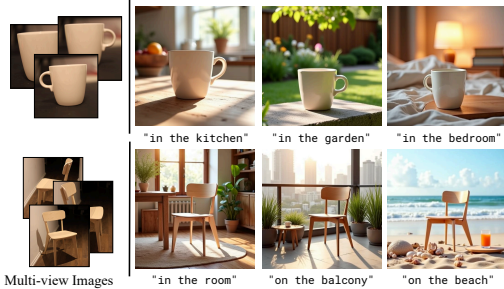 "in the kitchen" "in the garden" "in the bedroom"
"in the room" "on the balcony" "on the beach"
Multi-view Images